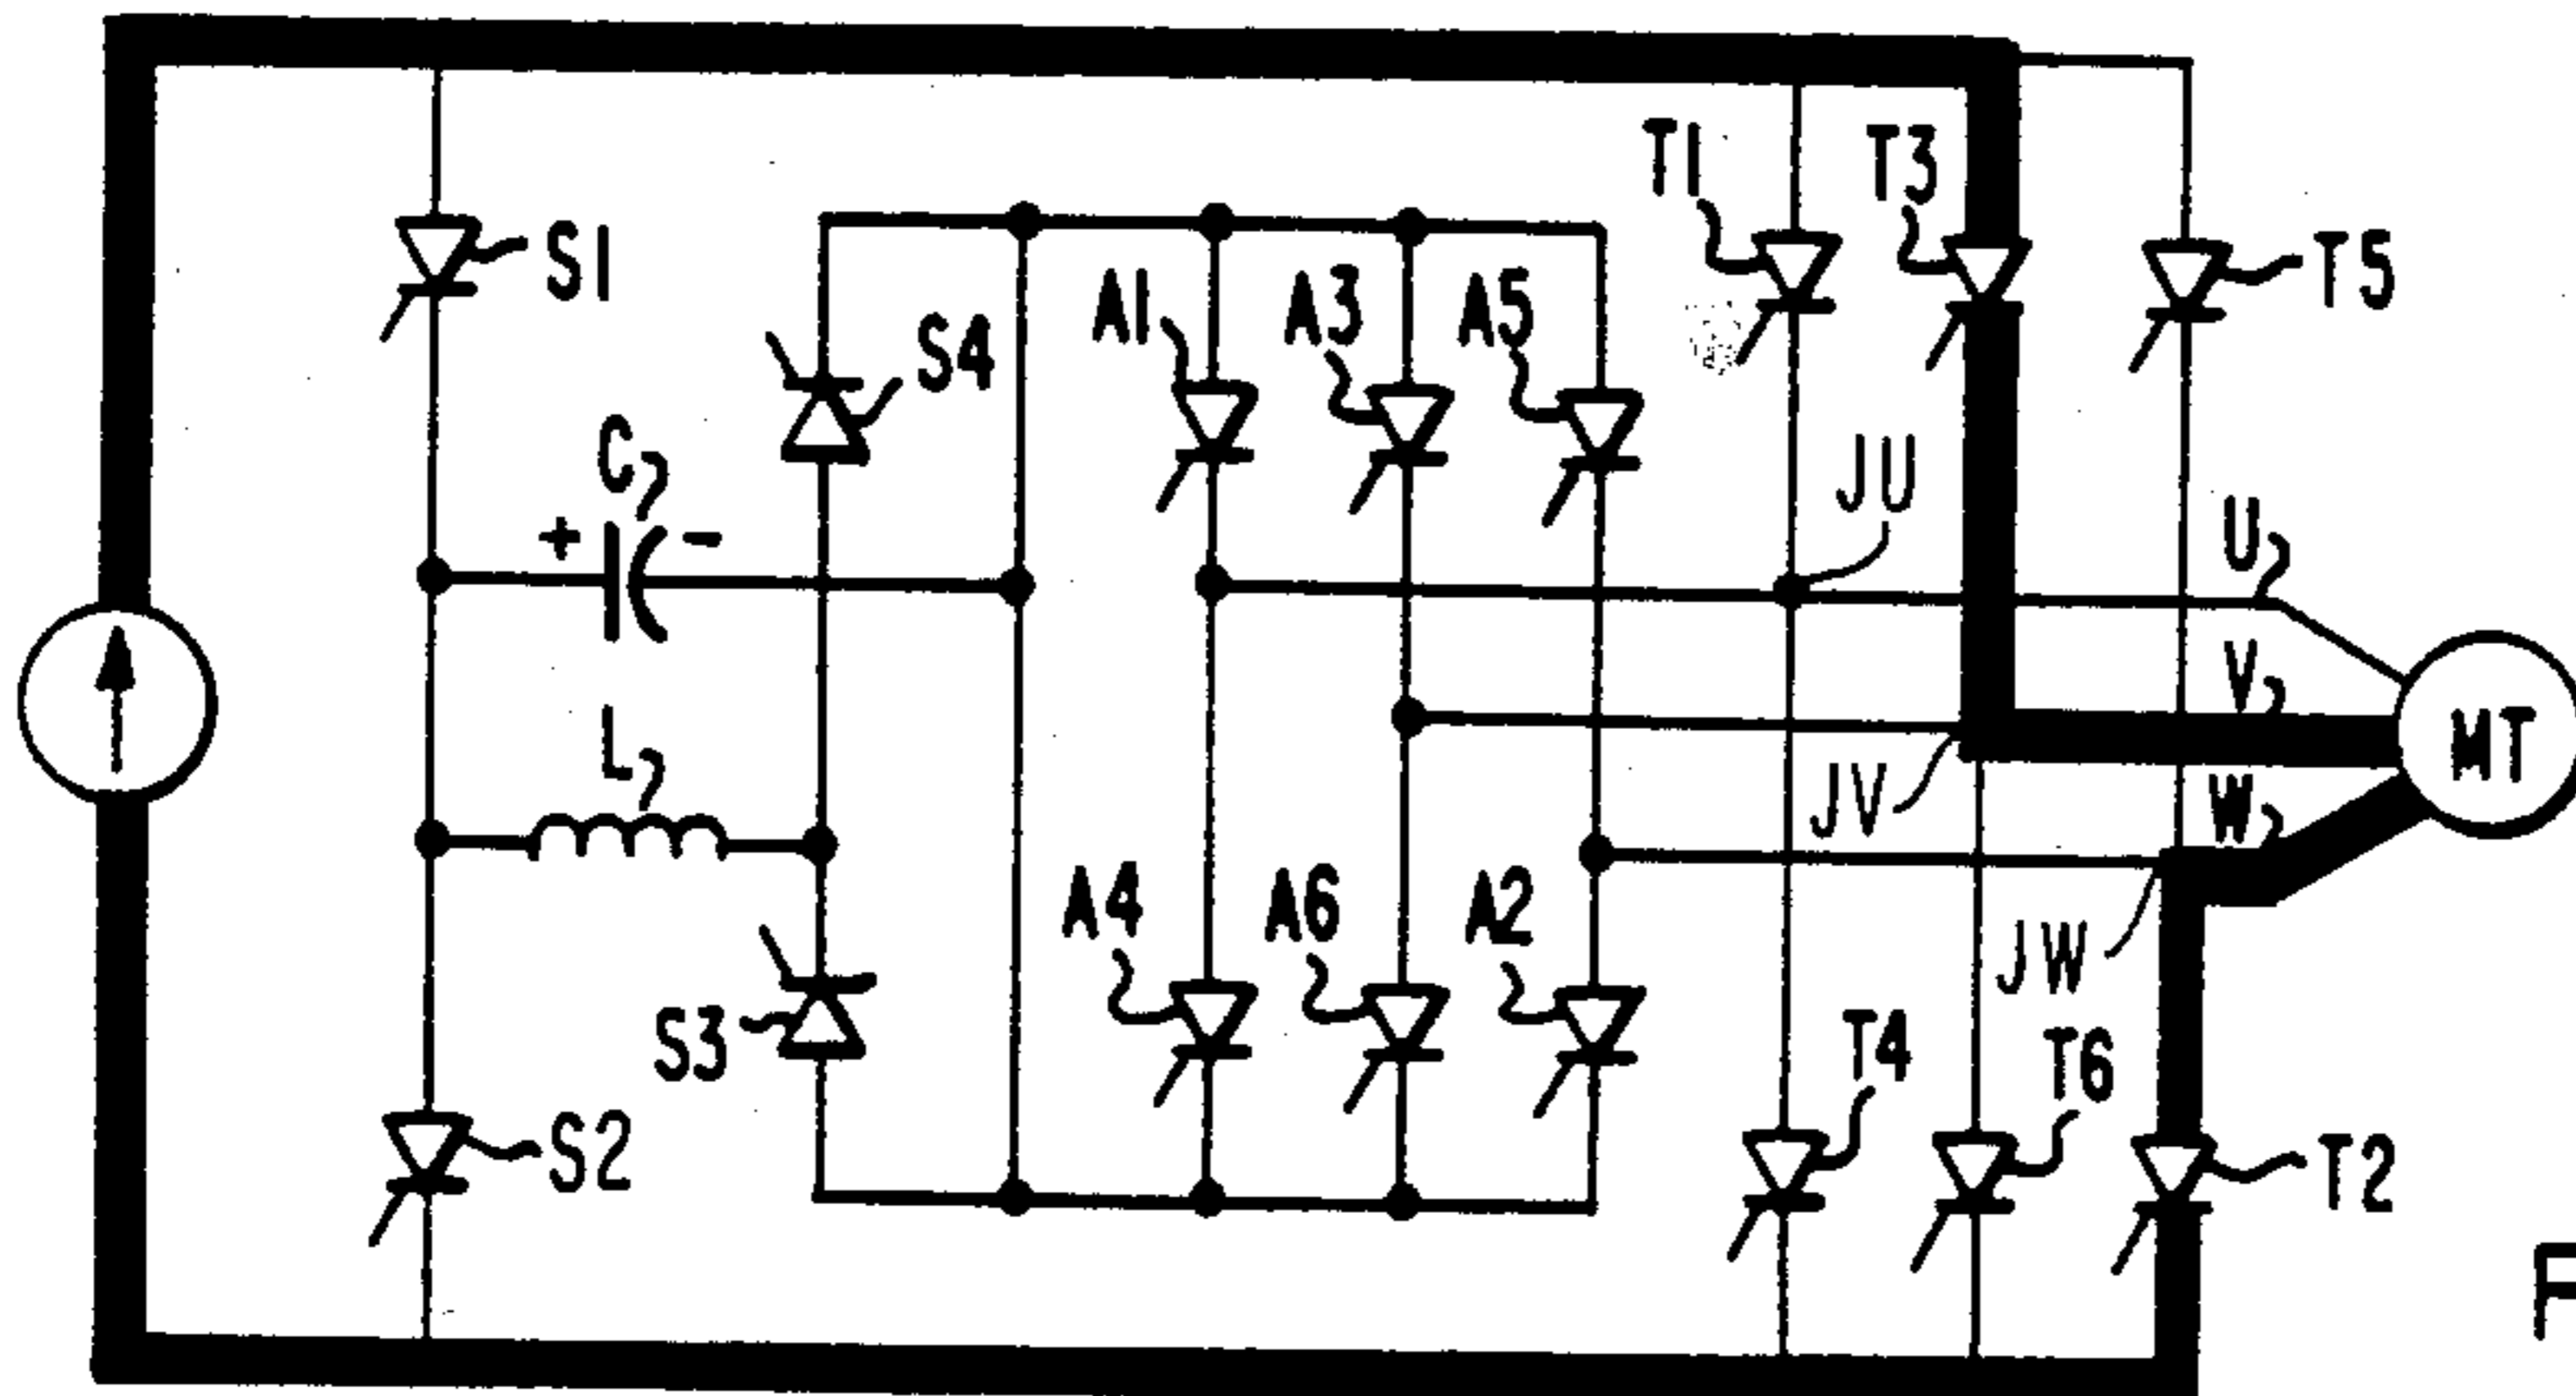 T1 T3
S1 T5
A1 A3 A5
S4
C
JU
+ -
U
V
L
MT
JV
W
A4 A6 A2
JW
S3
T4 T6
S2 T2